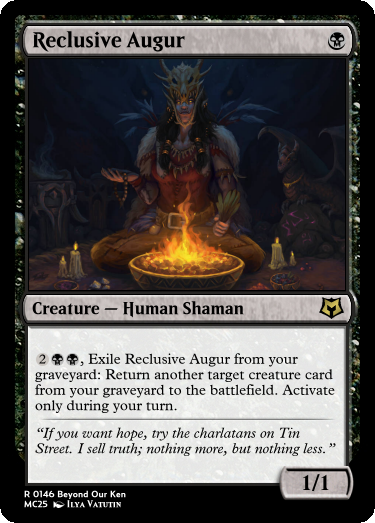 Reclusive Augur
Creature — Human Shaman
2, Exile Reclusive Augur from your
graveyard: Return another target creature card
from your graveyard to the battlefield. Activate
only during your turn.
“If you want hope, try the charlatans on Tin
Street. I sell truth; nothing more, but nothing less.”
1/1
R 0146 Beyond Our Ken
MC25 Ilya Vatutin